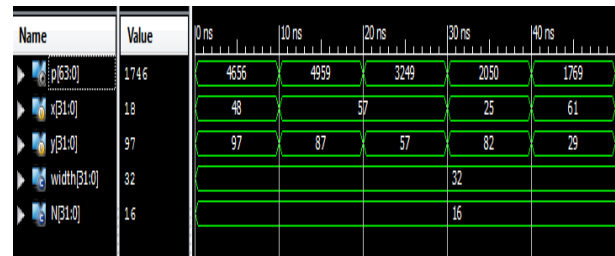 Name Value 0 ns 10 ns 20 ns 30 ns 40 ns
p[63:0] 1746 4656 4959 3249 2050 1769
x[31:0] 18 48 57 25 61
y[31:0] 97 97 87 57 82 29
width[31:0] 32 32
N[31:0] 16 16